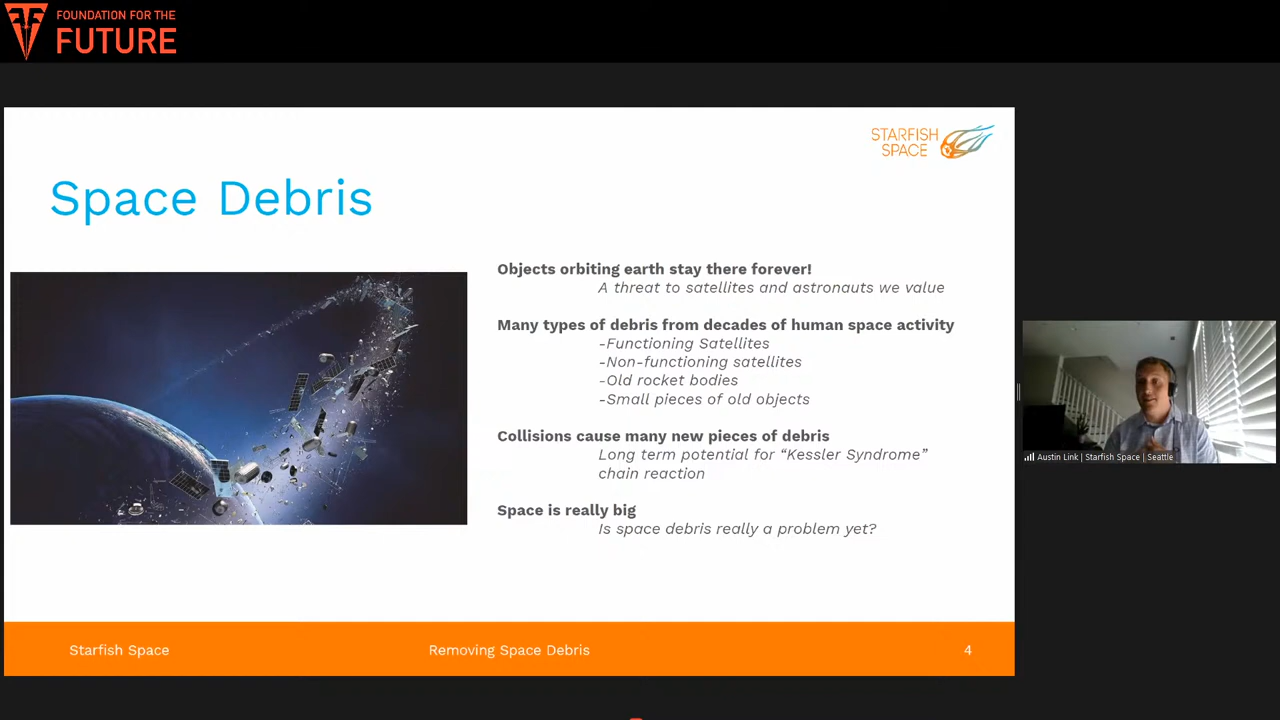 FOUNDATION FOR THE
FUTURE
STARFISH
SPACE
Space Debris
Objects orbiting earth stay there forever!
A threat to satellites and astronauts we value
Many types of debris from decades of human space activity
-Functioning Satellites
-Non-functioning satellites
-Old rocket bodies
-Small pieces of old objects
Collisions cause many new pieces of debris
Long term potential for “Kessler Syndrome”
chain reaction
Space is really big
Is space debris really a problem yet?
Austin Link | Starfish Space | Seattle
Starfish Space
Removing Space Debris
4